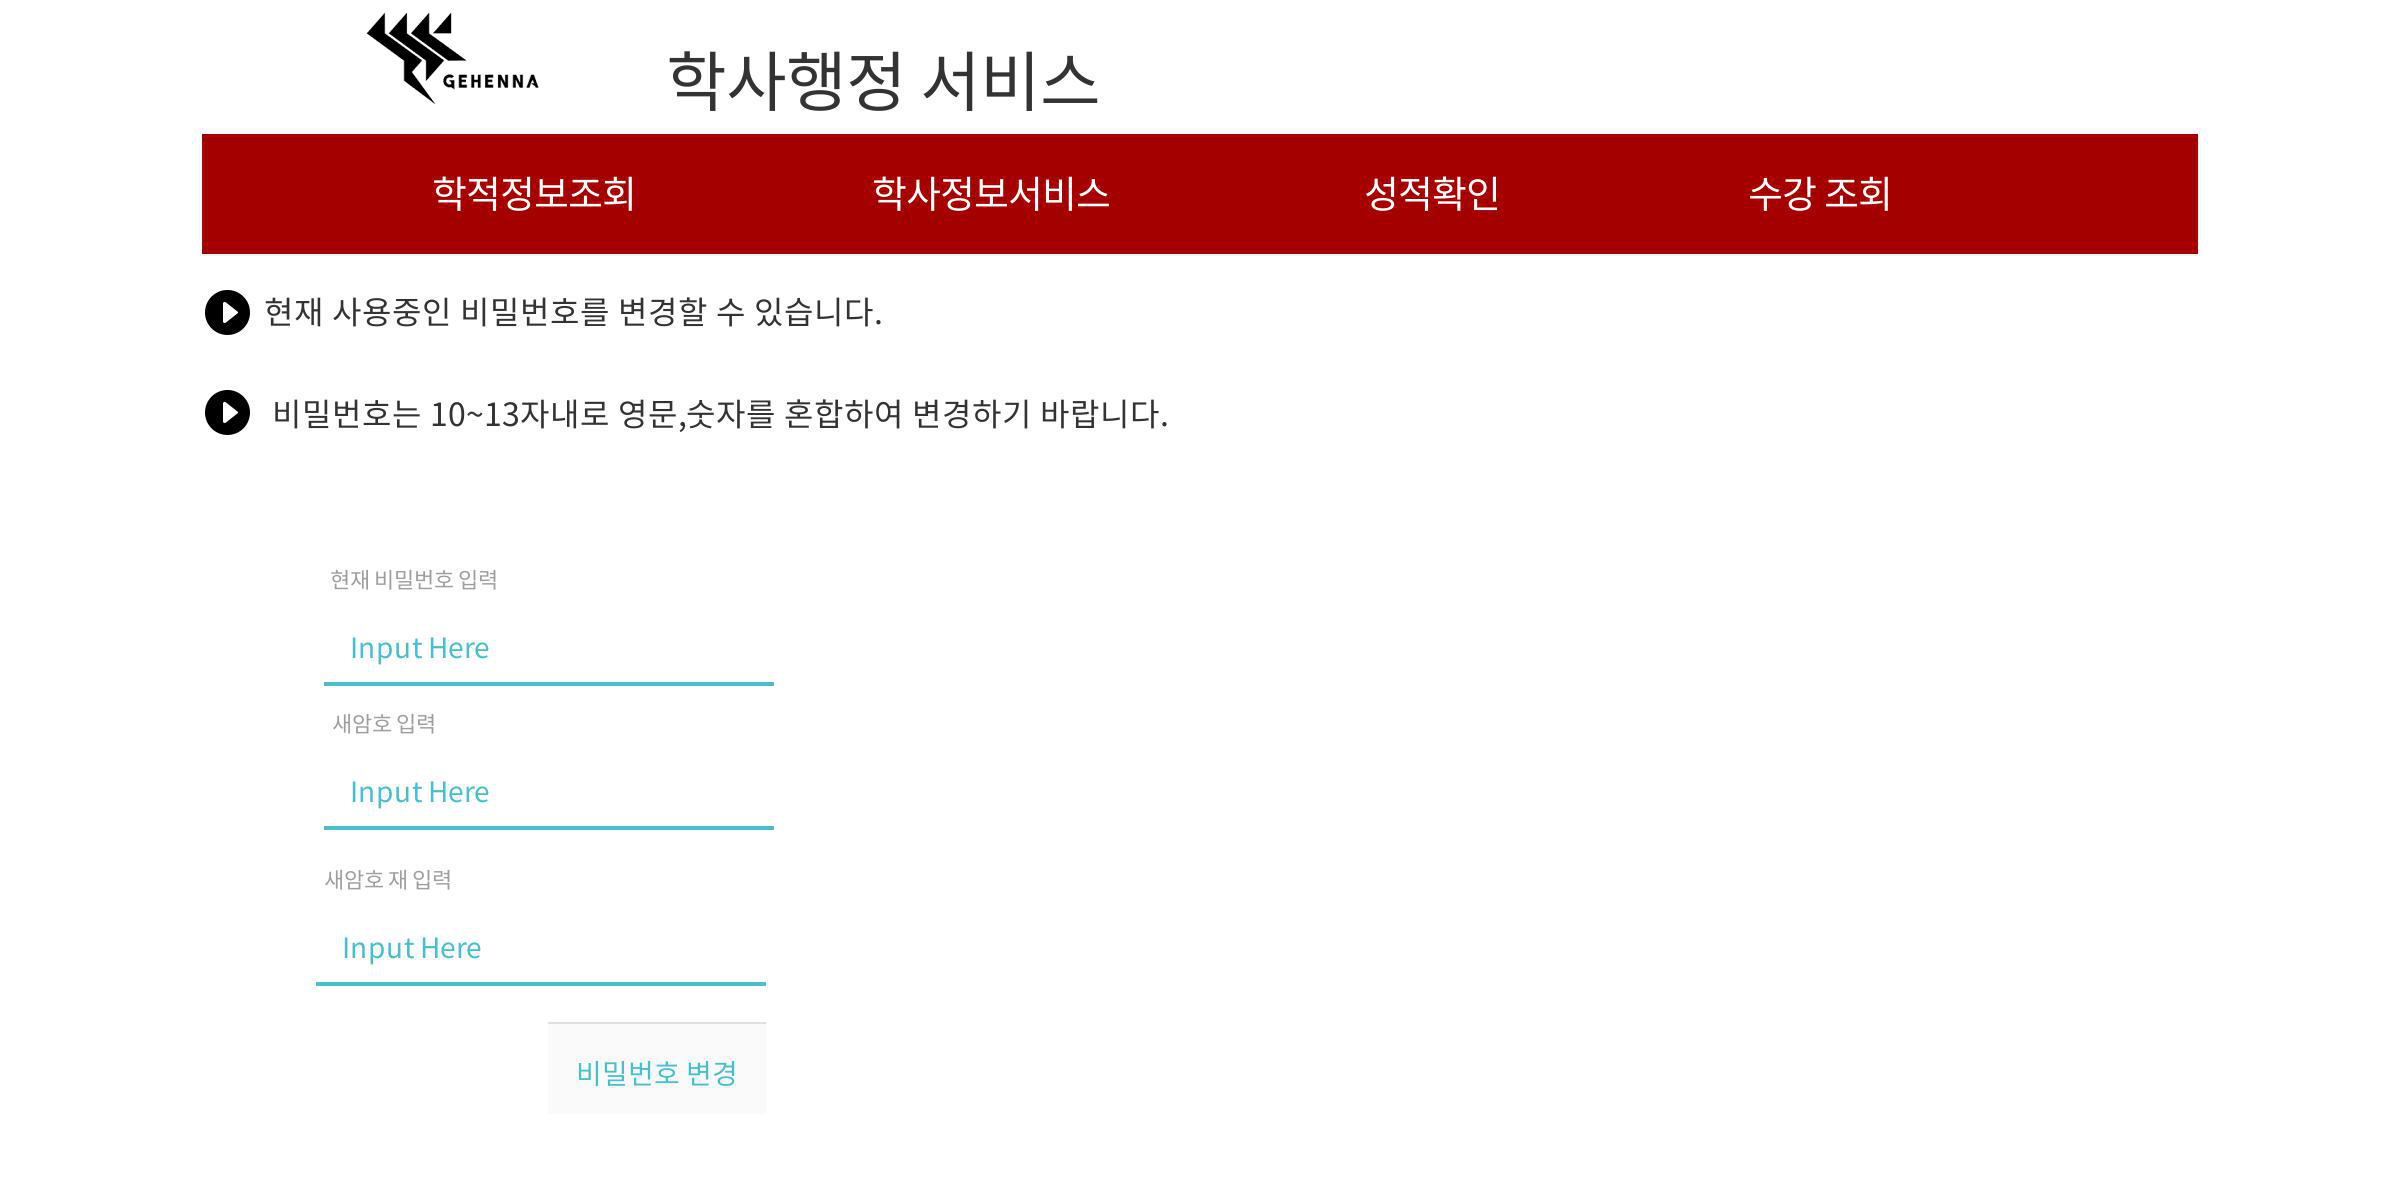 GEHENNA
학사행정 서비스
학적정보조회 학사정보서비스 성적확인 수강 조회
현재 사용중인 비밀번호를 변경할 수 있습니다.
비밀번호는 10~13자내로 영문,숫자를 혼합하여 변경하기 바랍니다.
현재 비밀번호 입력
Input Here
새암호 입력
Input Here
새암호 재 입력
Input Here
비밀번호 변경